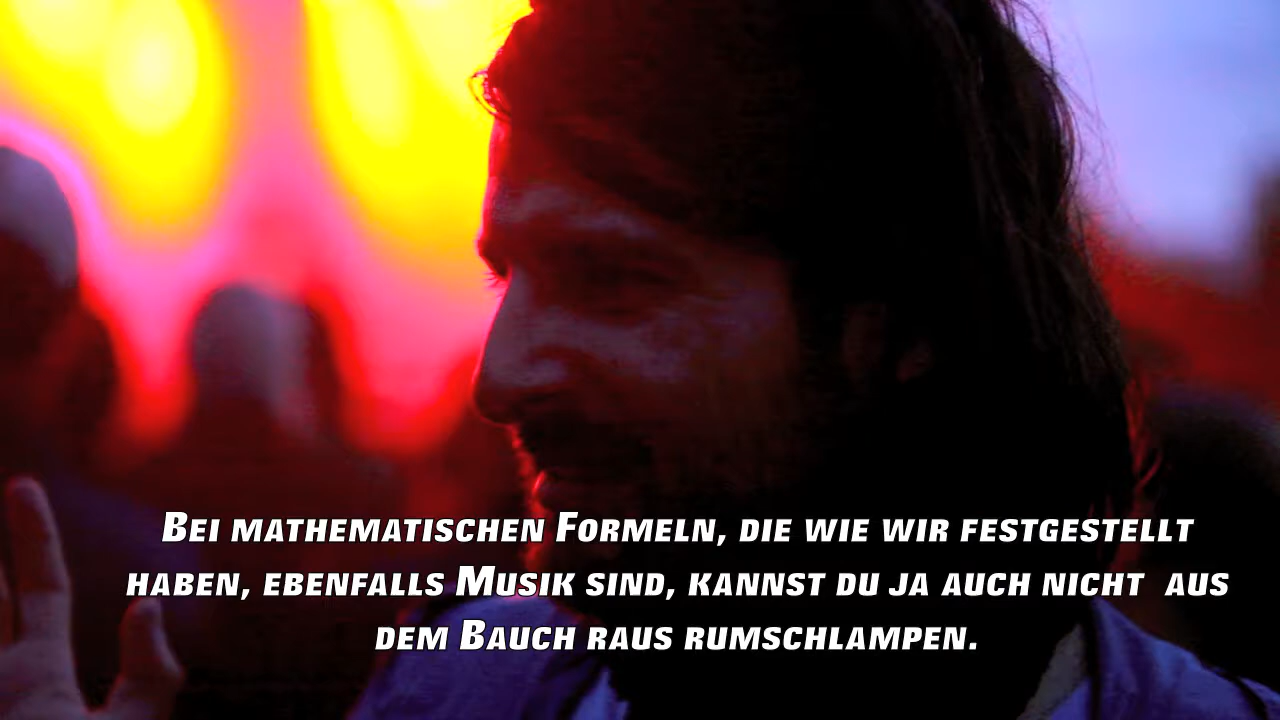 Bei mathematischen Formeln, die wie wir festgestellt
haben, ebenfalls Musik sind, kannst du ja auch nicht  aus
dem Bauch raus rumschlampen.